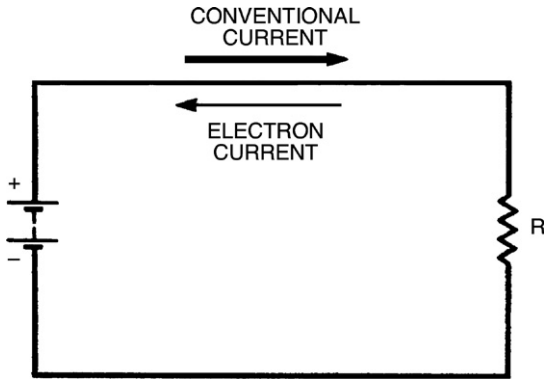 CONVENTIONAL
CURRENT
ELECTRON
CURRENT
+
R
–